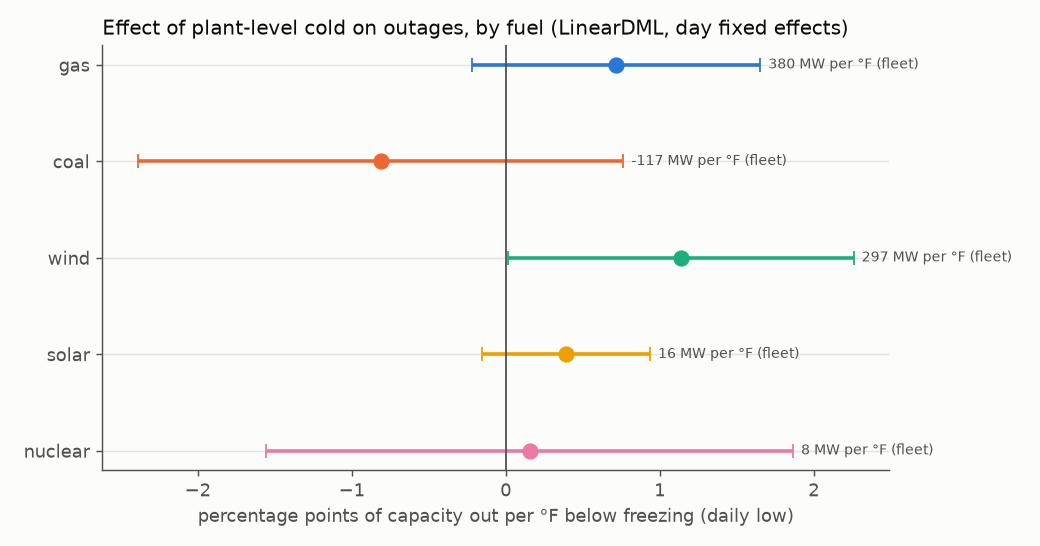 Effect of plant-level cold on outages, by fuel (LinearDML, day fixed effects)
gas
380 MW per °F (fleet)
coal
-117 MW per °F (fleet)
wind
297 MW per °F (fleet)
solar
16 MW per °F (fleet)
nuclear
8 MW per °F (fleet)
−2 −1 0 1 2
percentage points of capacity out per °F below freezing (daily low)